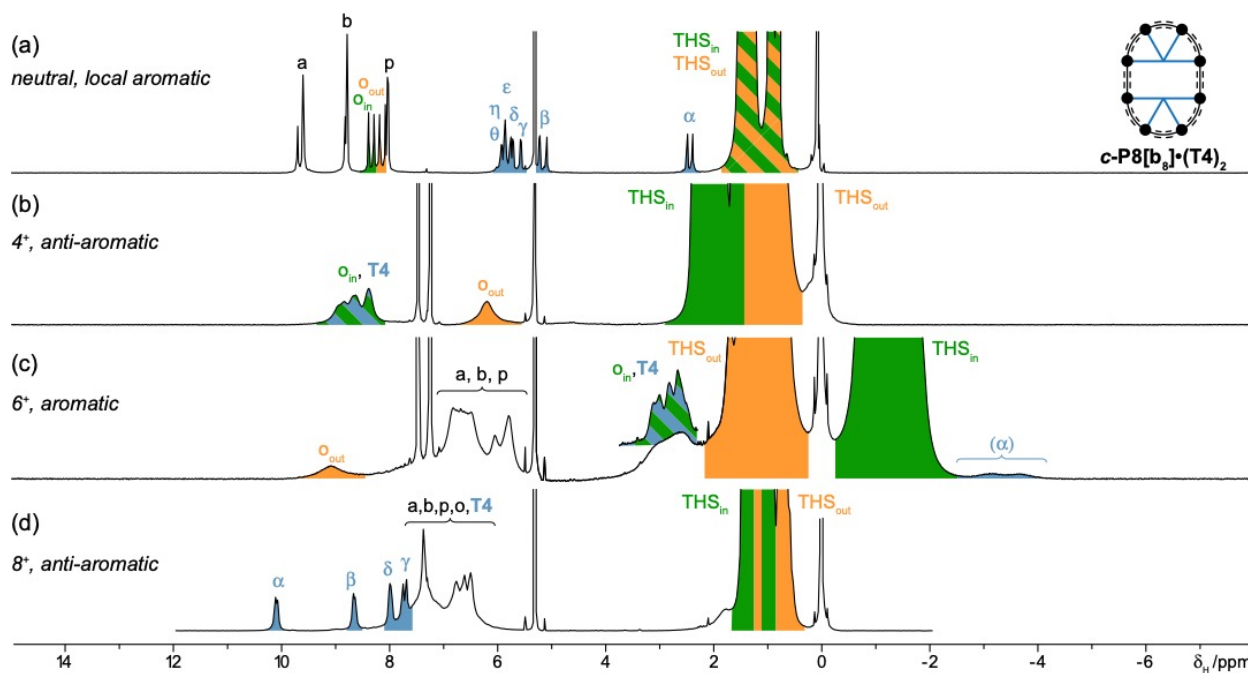 (a)
neutral, local aromatic
a
b
o_in
o_out
p
ε
η
θ
δ
γ
β
α
THS_in
THS_out
c-P8[b₈]•(T4)₂
(b)
4⁺, anti-aromatic
o_in, T4
o_out
THS_in
THS_out
(c)
6⁺, aromatic
o_out
a, b, p
o_in,T4
THS_out
THS_in
(α)
(d)
8⁺, anti-aromatic
α
β
δ
γ
a,b,p,o,T4
THS_in
THS_out
14 12 10 8 6 4 2 0 -2 -4 -6 δ_H /ppm